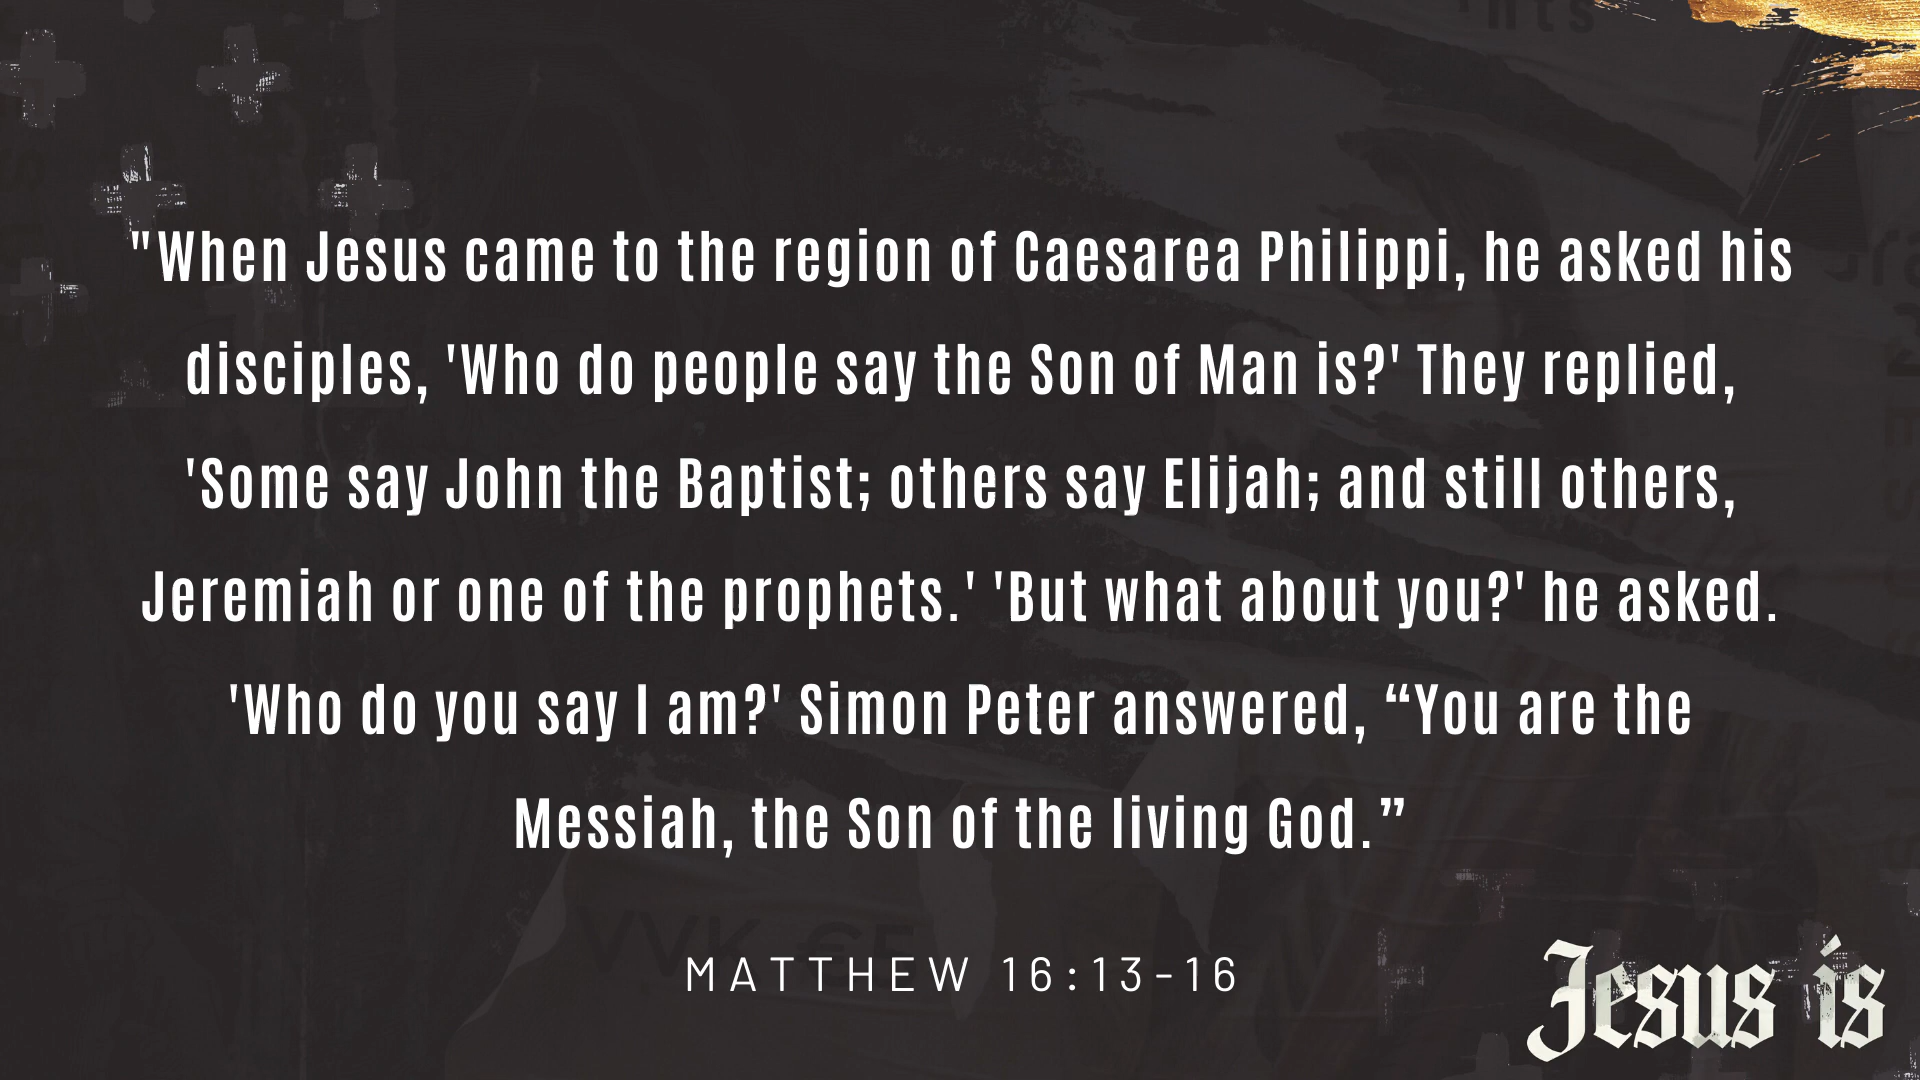 "When Jesus came to the region of Caesarea Philippi, he asked his
disciples, 'Who do people say the Son of Man is?' They replied,
'Some say John the Baptist; others say Elijah; and still others,
Jeremiah or one of the prophets.' 'But what about you?' he asked.
'Who do you say I am?' Simon Peter answered, “You are the
Messiah, the Son of the living God.”
MATTHEW 16:13-16
Jesus is